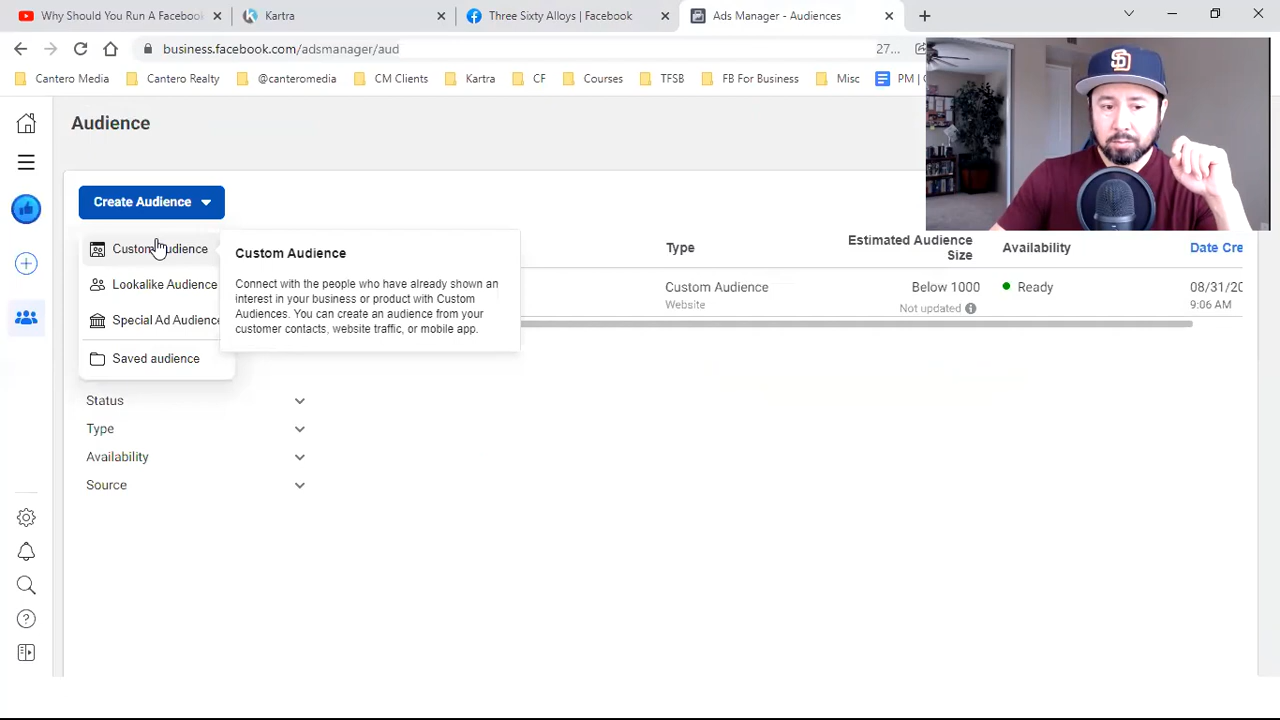 Why Should You Run A Facebook
Kartra
Three Sixty Alloys | Facebook
Ads Manager - Audiences
business.facebook.com/adsmanager/aud
27...
Cantero Media
Cantero Realty
@canteromedia
CM Clients
Kartra
CF
Courses
TFSB
FB For Business
Misc
PM |
SD
Audience
Create Audience
Custom Audience
Lookalike Audience
Special Ad Audience
Saved audience
Custom Audience
Connect with the people who have already shown an
interest in your business or product with Custom
Audiences. You can create an audience from your
customer contacts, website traffic, or mobile app.
Type
Estimated Audience
Size
Availability
Date Cre
Custom Audience
Website
Below 1000
Not updated
Ready
08/31/20
9:06 AM
Status
Type
Availability
Source